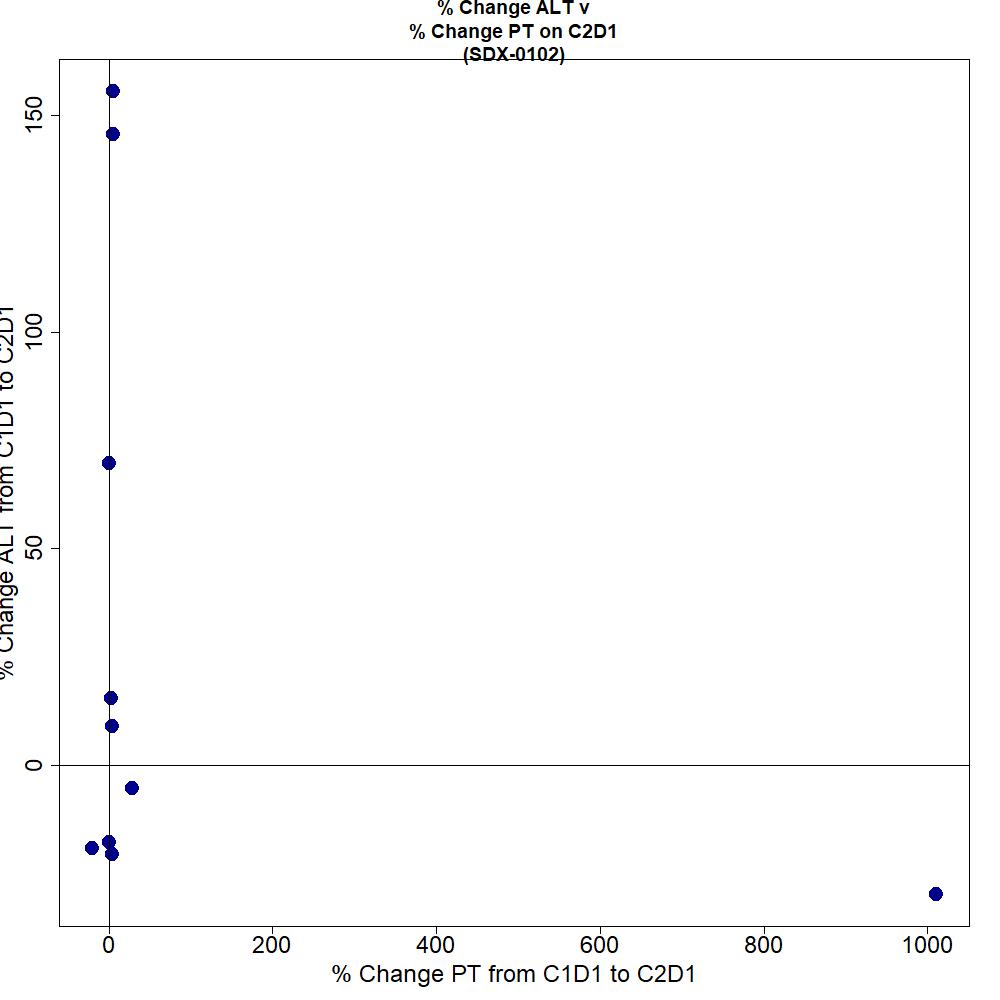 % Change ALT v
% Change PT on C2D1
(SDX-0102)
% Change ALT from C1D1 to C2D1
150
100
50
0
0
200
400
600
800
1000
% Change PT from C1D1 to C2D1